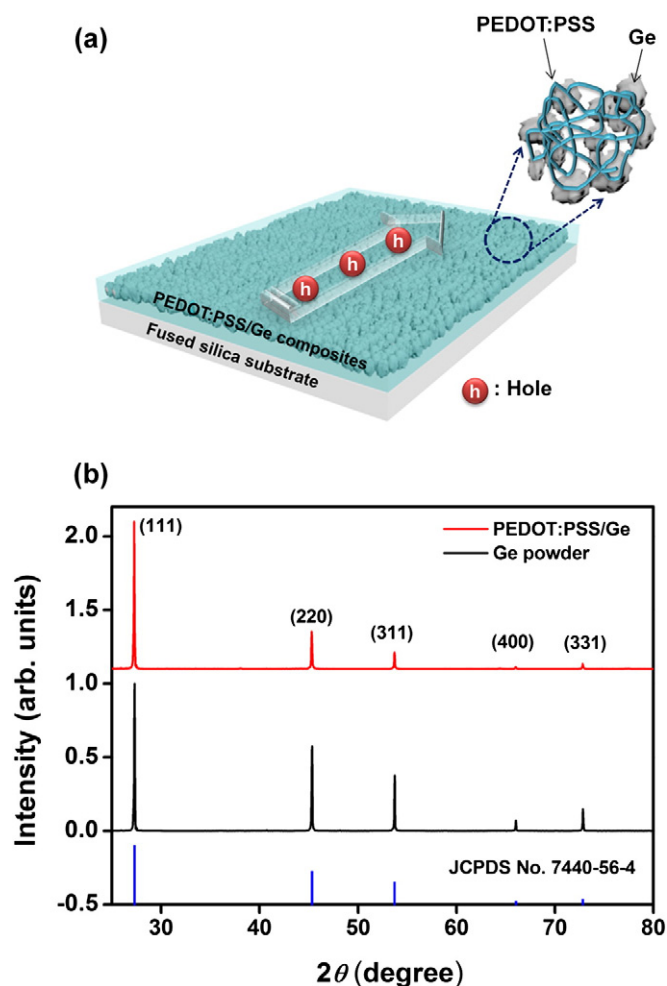 (a)
PEDOT:PSS
Ge
h
h
h
PEDOT:PSS/Ge composites
Fused silica substrate
h : Hole
(b)
(111)
PEDOT:PSS/Ge
Ge powder
(220)
(311)
(400)
(331)
2.0
1.5
1.0
0.5
0.0
-0.5
Intensity (arb. units)
JCPDS No. 7440-56-4
30 40 50 60 70 80
2θ (degree)